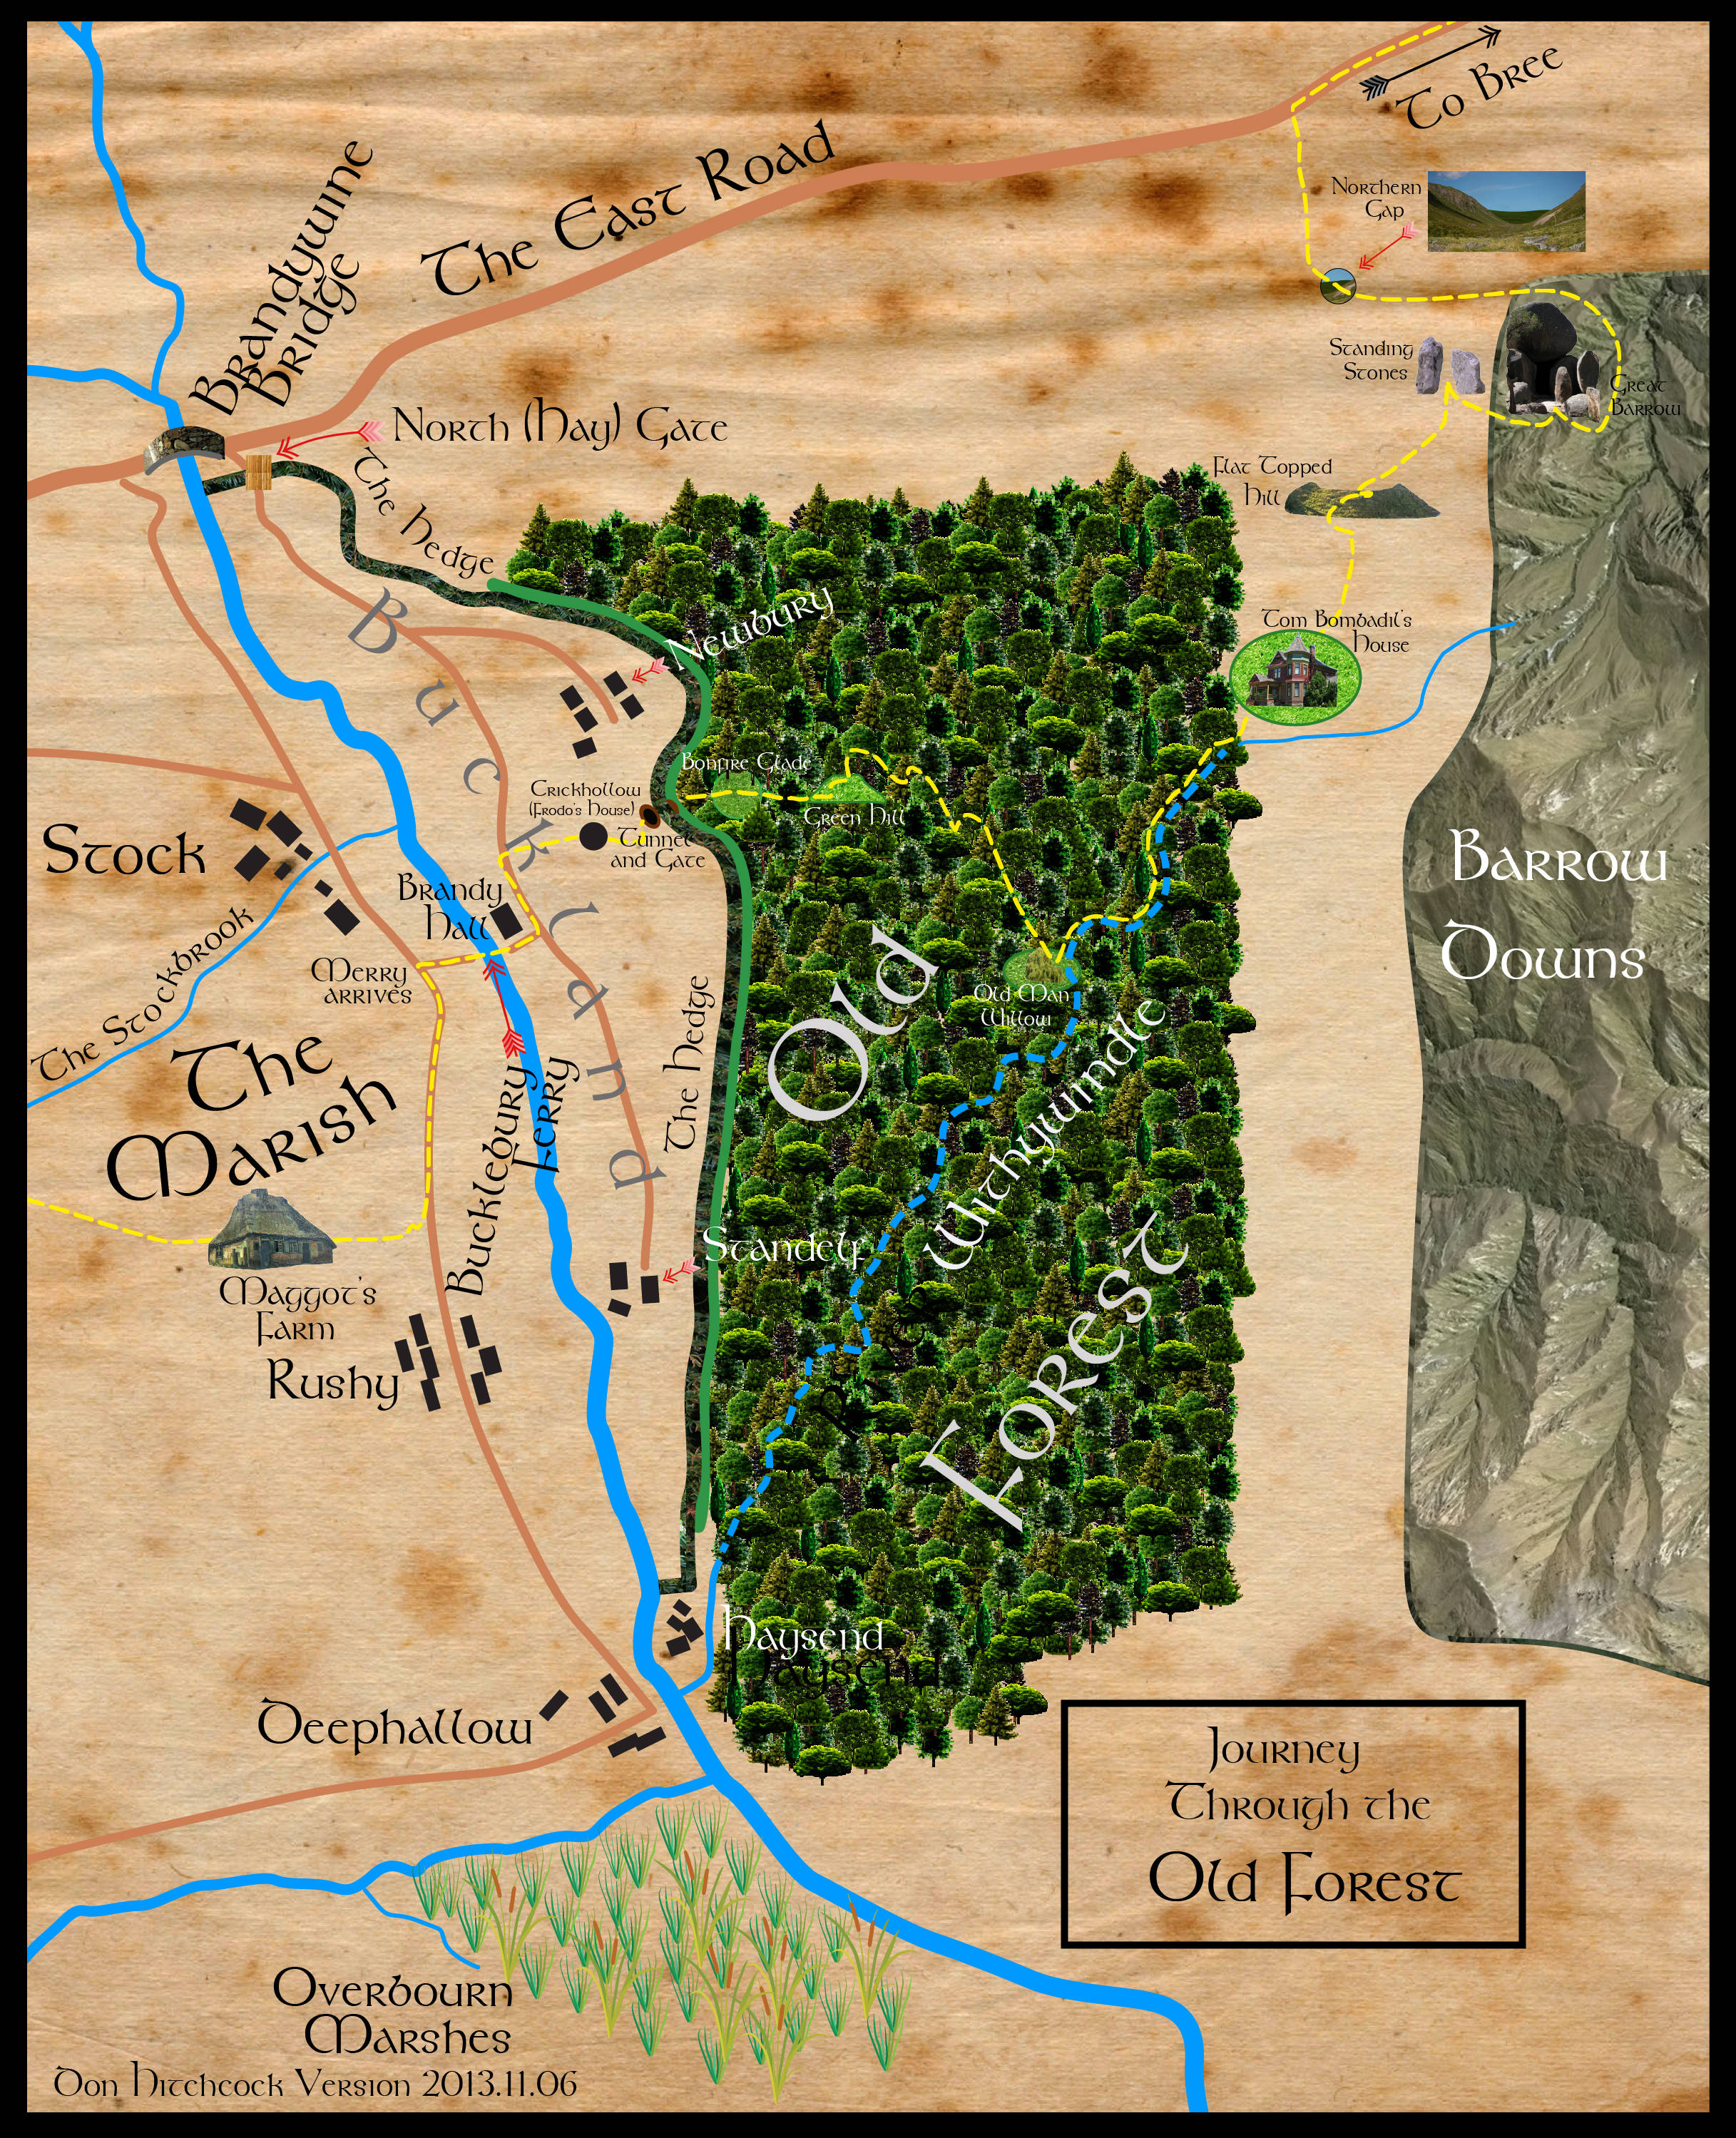 To Bree
The East Road
Northern
Gap
Brandywine
Bridge
Standing
Stones
Great
Barrow
North (Hay) Gate
The Hedge
Flat Topped
Hill
Buckland
Newbury
Tom Bombadil's
House
Bonfire Glade
Crickhollow
(Frodo's House)
Green Hill
Tunnel
and Gate
Stock
Barrow
Downs
Brandy
Hall
Merry
arrives
The Stockbrook
Old Man
Willow
The Hedge
Old
Forest
Withywindle
The
Marish
Bucklebury
Ferry
Standelf
Maggot's
Farm
Rushy
Haysend
Haysend
Deephallow
Journey
Through the
Old Forest
Overbourn
Marshes
Don Hitchcock Version 2013.11.06